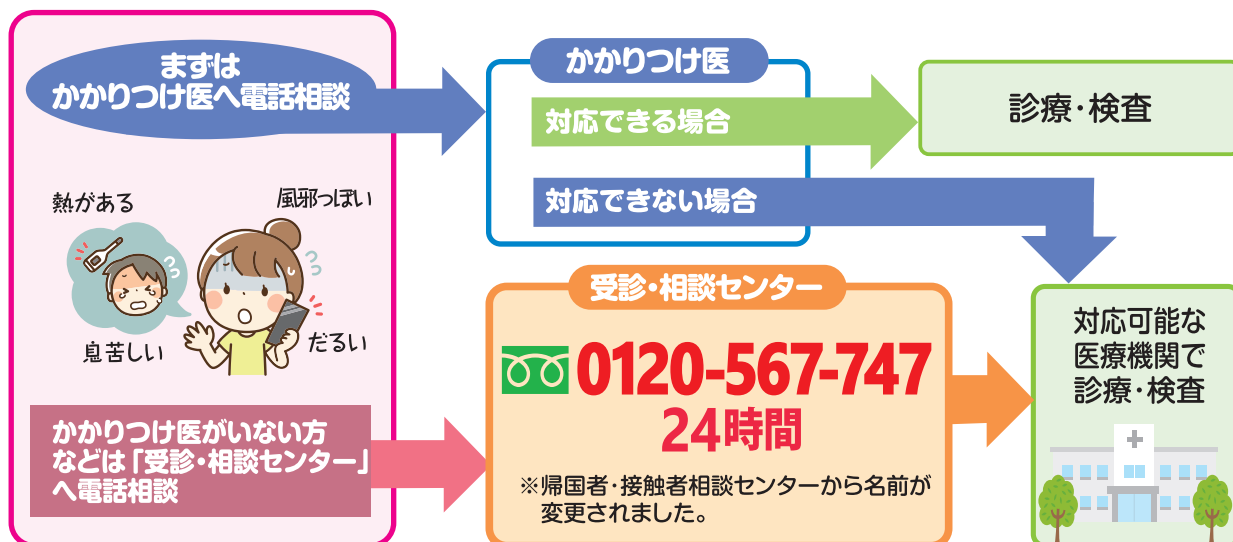 まずは
かかりつけ医へ電話相談
熱がある
風邪っぽい
息苦しい
だるい
かかりつけ医がいない方
などは「受診・相談センター」
へ電話相談
かかりつけ医
対応できる場合
対応できない場合
診療・検査
受診・相談センター
0120-567-747
24時間
※帰国者・接触者相談センターから名前が
変更されました。
対応可能な
医療機関で
診療・検査